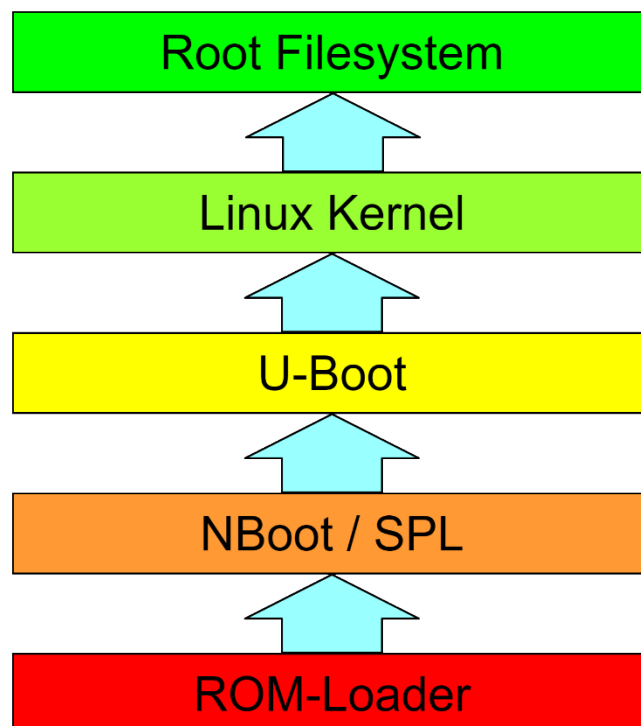 Root Filesystem
Linux Kernel
U-Boot
NBoot / SPL
ROM-Loader